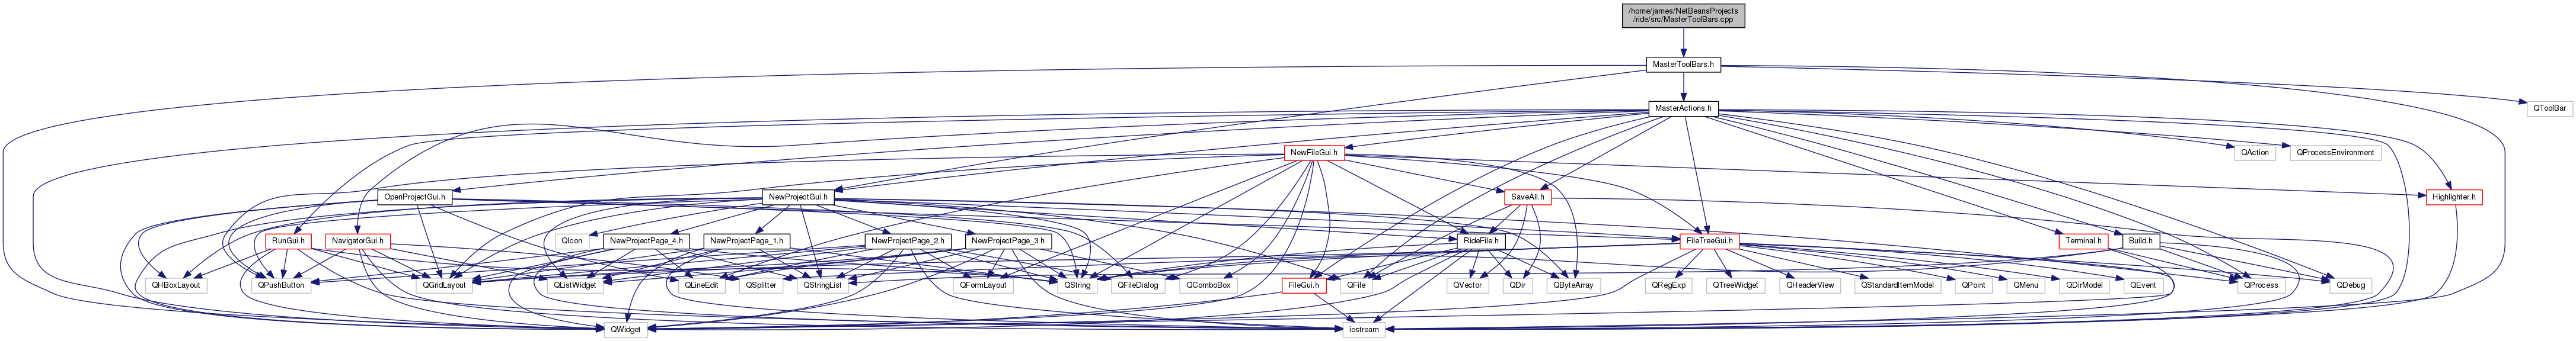 /home/james/NetBeansProjects
/ride/src/MasterToolBars.cpp
MasterToolBars.h
MasterActions.h
QToolBar
NewFileGui.h
QAction
QProcessEnvironment
OpenProjectGui.h
NewProjectGui.h
SaveAll.h
Highlighter.h
RunGui.h
NavigatorGui.h
QIcon
NewProjectPage_4.h
NewProjectPage_1.h
NewProjectPage_2.h
NewProjectPage_3.h
RideFile.h
FileTreeGui.h
Terminal.h
Build.h
QHBoxLayout
QPushButton
QGridLayout
QListWidget
QLineEdit
QSplitter
QStringList
QFormLayout
QString
QFileDialog
QComboBox
FileGui.h
QFile
QVector
QDir
QByteArray
QRegExp
QTreeWidget
QHeaderView
QStandardItemModel
QPoint
QMenu
QDirModel
QEvent
QProcess
QDebug
QWidget
iostream